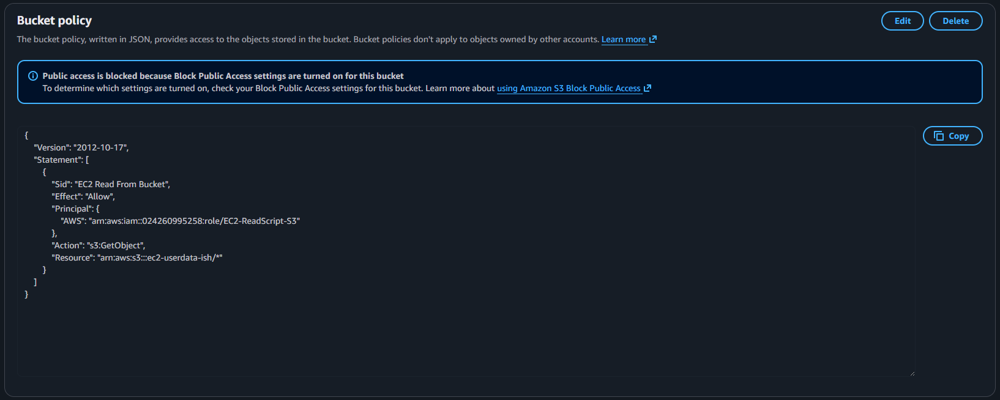 Bucket policy
Edit
Delete
The bucket policy, written in JSON, provides access to the objects stored in the bucket. Bucket policies don't apply to objects owned by other accounts. Learn more
Public access is blocked because Block Public Access settings are turned on for this bucket
To determine which settings are turned on, check your Block Public Access settings for this bucket. Learn more about using Amazon S3 Block Public Access
Copy
{
    "Version": "2012-10-17",
    "Statement": [
        {
            "Sid": "EC2 Read From Bucket",
            "Effect": "Allow",
            "Principal": {
                "AWS": "arn:aws:iam::024260995258:role/EC2-ReadScript-S3"
            },
            "Action": "s3:GetObject",
            "Resource": "arn:aws:s3:::ec2-userdata-ish/*"
        }
    ]
}